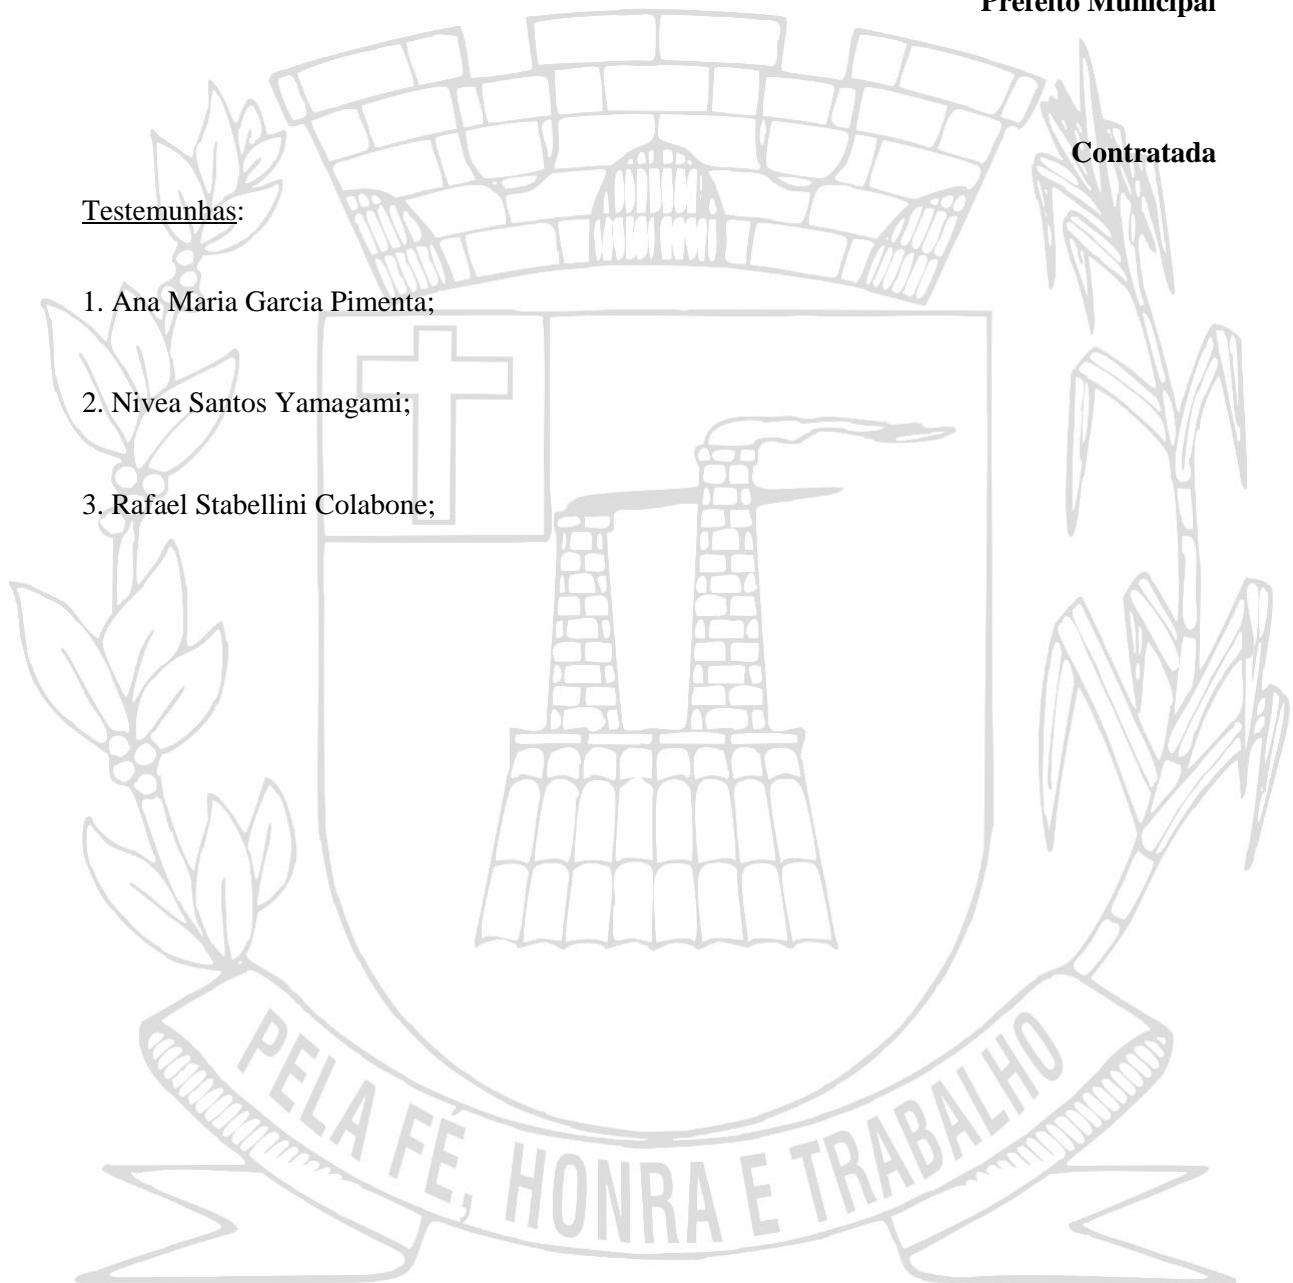 Prefeito Municipal
Contratada
Testemunhas:
1. Ana Maria Garcia Pimenta;
2. Nivea Santos Yamagami;
3. Rafael Stabellini Colabone;
PELA FÉ, HONRA E TRABALHO